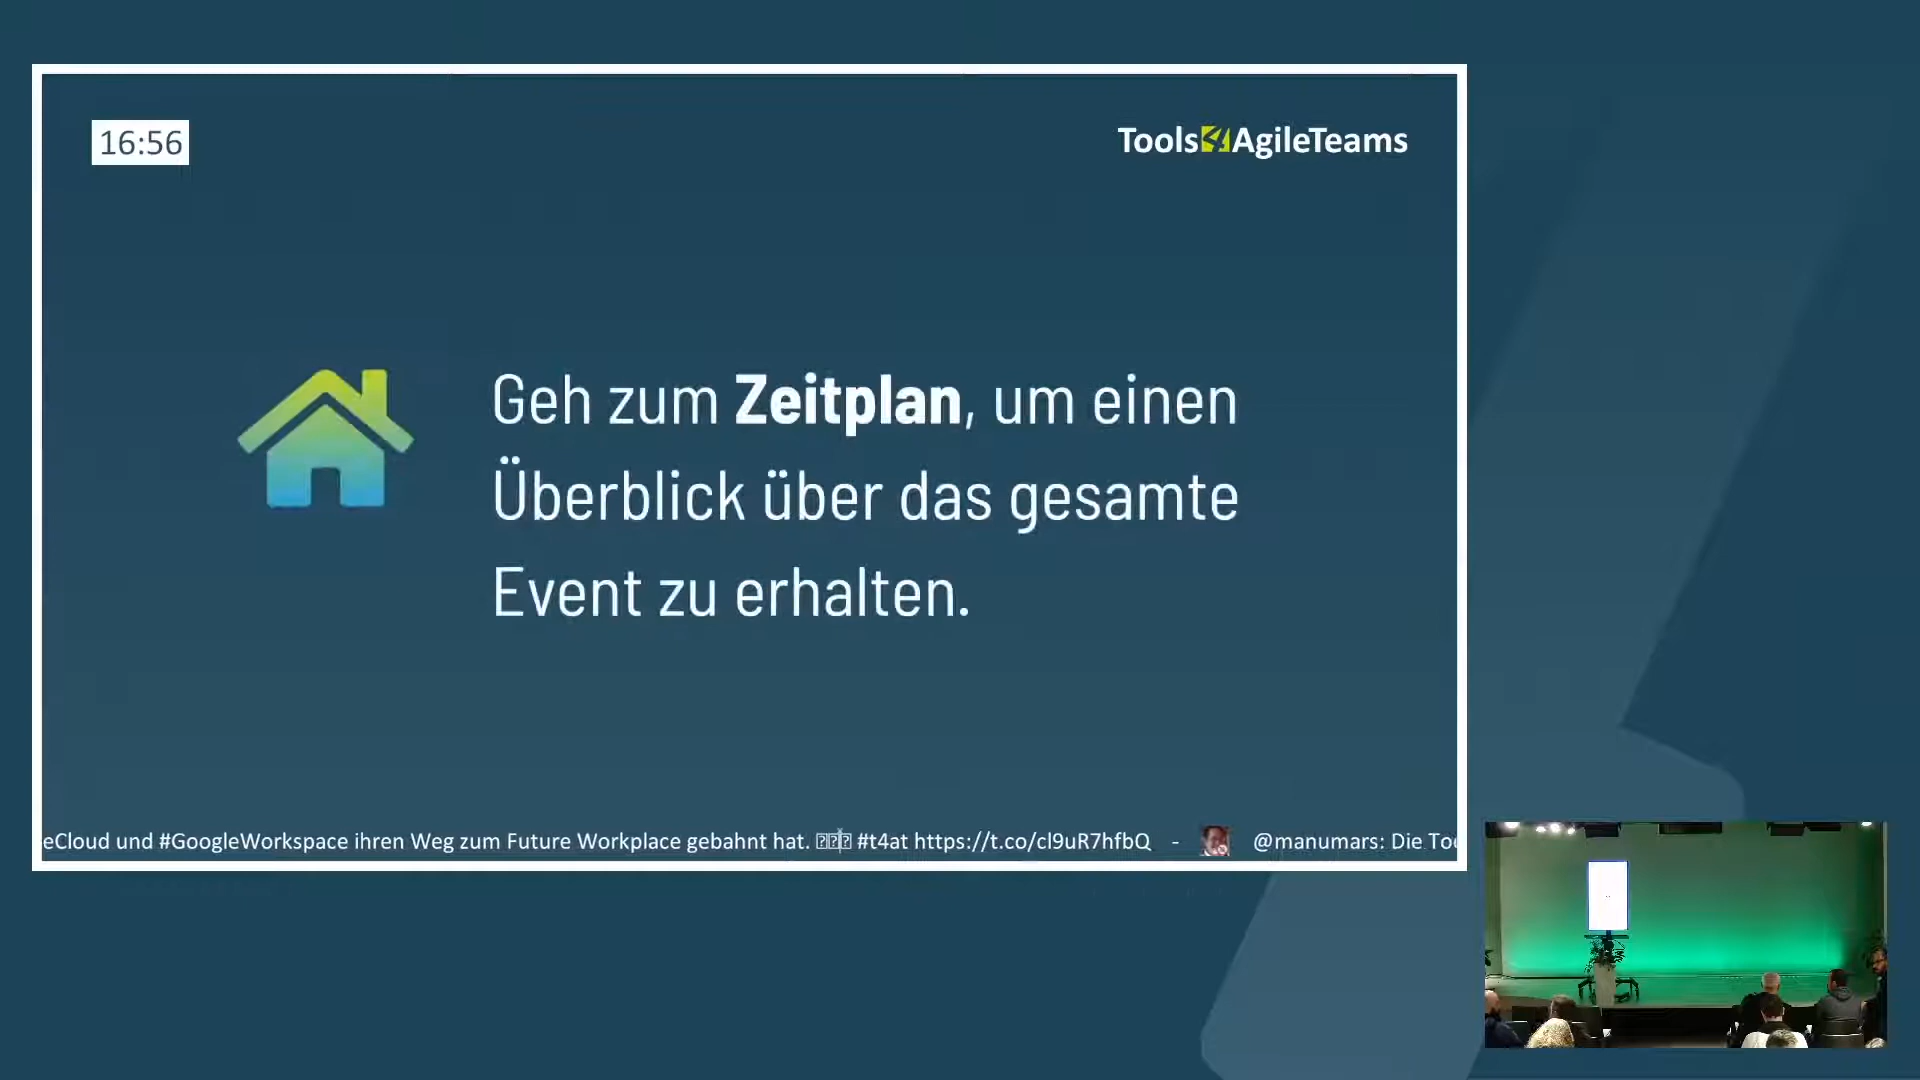 16:56
Tools4AgileTeams
Geh zum Zeitplan, um einen
Überblick über das gesamte
Event zu erhalten.
eCloud und #GoogleWorkspace ihren Weg zum Future Workplace gebahnt hat. #t4at https://t.co/cl9uR7hfbQ - @manumars: Die Too